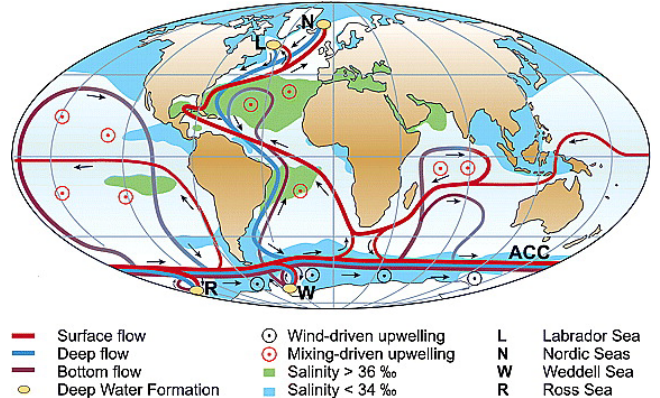 N
L
ACC
R
W
Surface flow
Deep flow
Bottom flow
Deep Water Formation
Wind-driven upwelling
Mixing-driven upwelling
Salinity > 36 ‰
Salinity < 34 ‰
L Labrador Sea
N Nordic Seas
W Weddell Sea
R Ross Sea